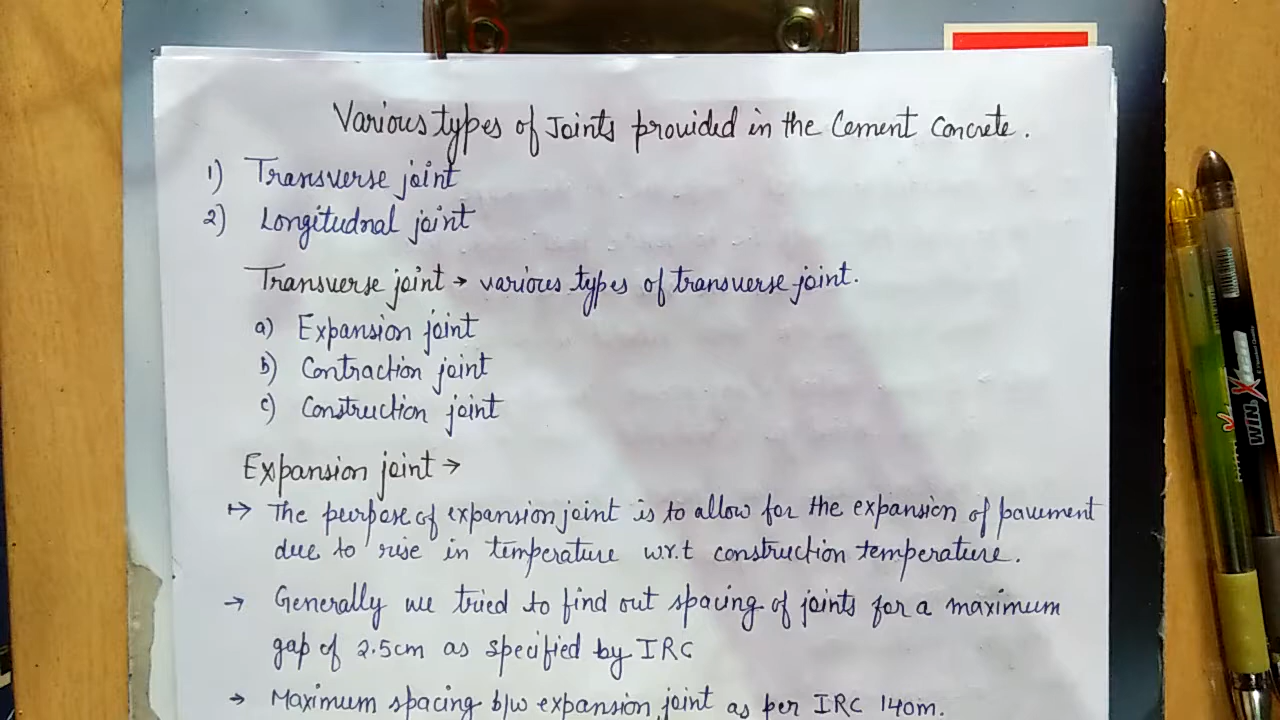 Various types of Joints provided in the Cement Concrete.
1) Transverse joint
2) Longitudnal joint
Transverse joint → various types of transverse joint.
a) Expansion joint
b) Contraction joint
c) Construction joint
Expansion joint →
↦ The purpose of expansion joint is to allow for the expansion of pavement
due to rise in temperature w.r.t construction temperature.
→ Generally we tried to find out spacing of joints for a maximum
gap of 2.5cm as specified by IRC
→ Maximum spacing b/w expansion joint as per IRC 140m.
WIN.X